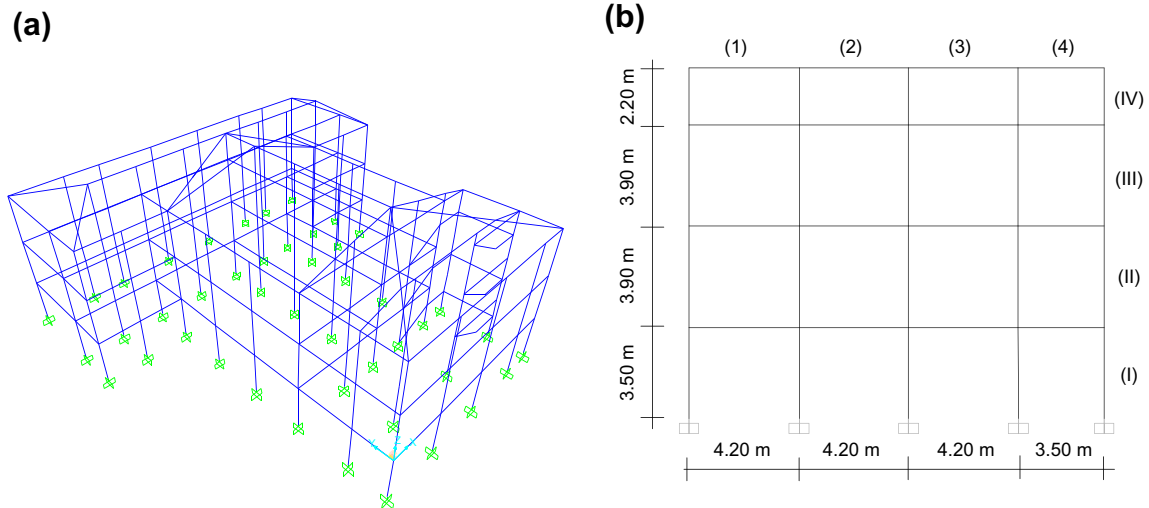 (a)
X
Z
X
(b)
(1) (2) (3) (4)
2.20 m
(IV)
3.90 m
(III)
3.90 m
(II)
3.50 m
(I)
4.20 m 4.20 m 4.20 m 3.50 m